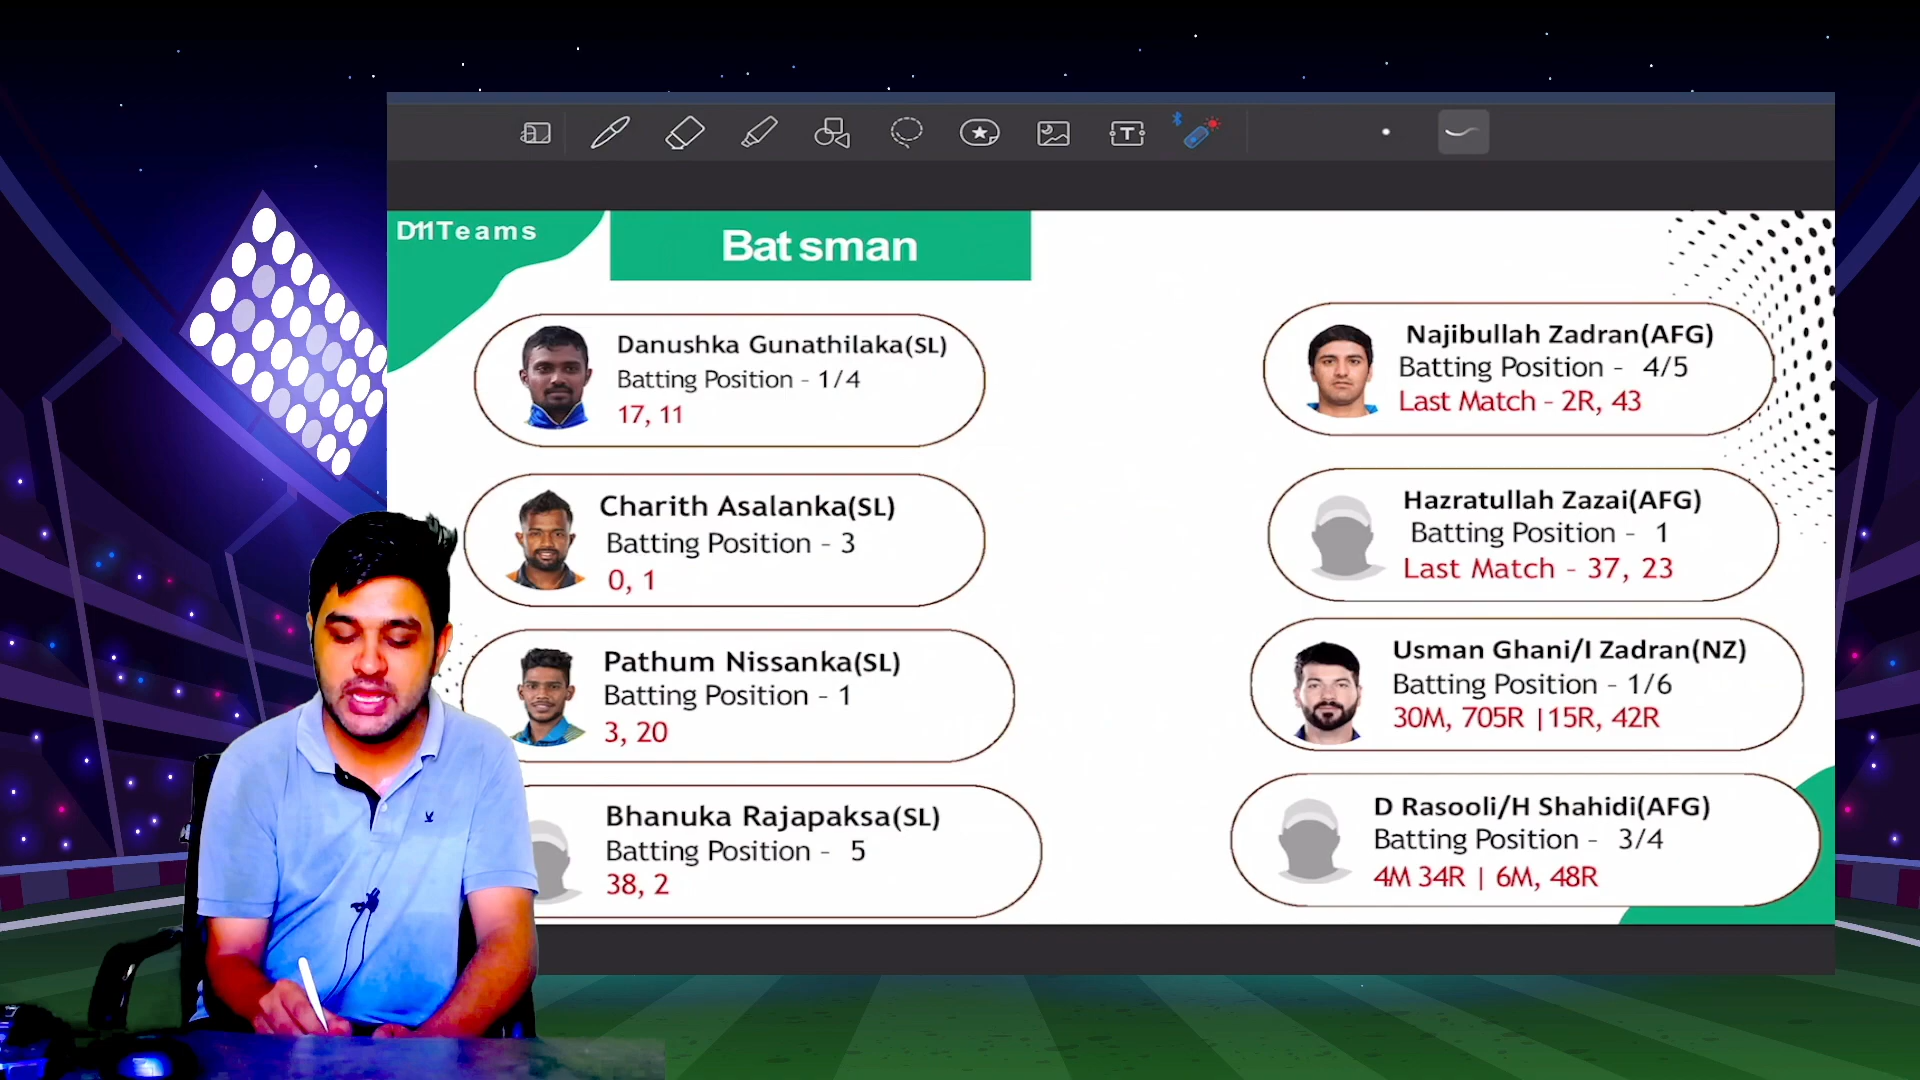 D11Teams
Batsman
Danushka Gunathilaka(SL)
Batting Position - 1/4
17, 11
Charith Asalanka(SL)
Batting Position - 3
0, 1
Pathum Nissanka(SL)
Batting Position - 1
3, 20
Bhanuka Rajapaksa(SL)
Batting Position - 5
38, 2
Najibullah Zadran(AFG)
Batting Position - 4/5
Last Match - 2R, 43
Hazratullah Zazai(AFG)
Batting Position - 1
Last Match - 37, 23
Usman Ghani/I Zadran(NZ)
Batting Position - 1/6
30M, 705R |15R, 42R
D Rasooli/H Shahidi(AFG)
Batting Position - 3/4
4M 34R | 6M, 48R